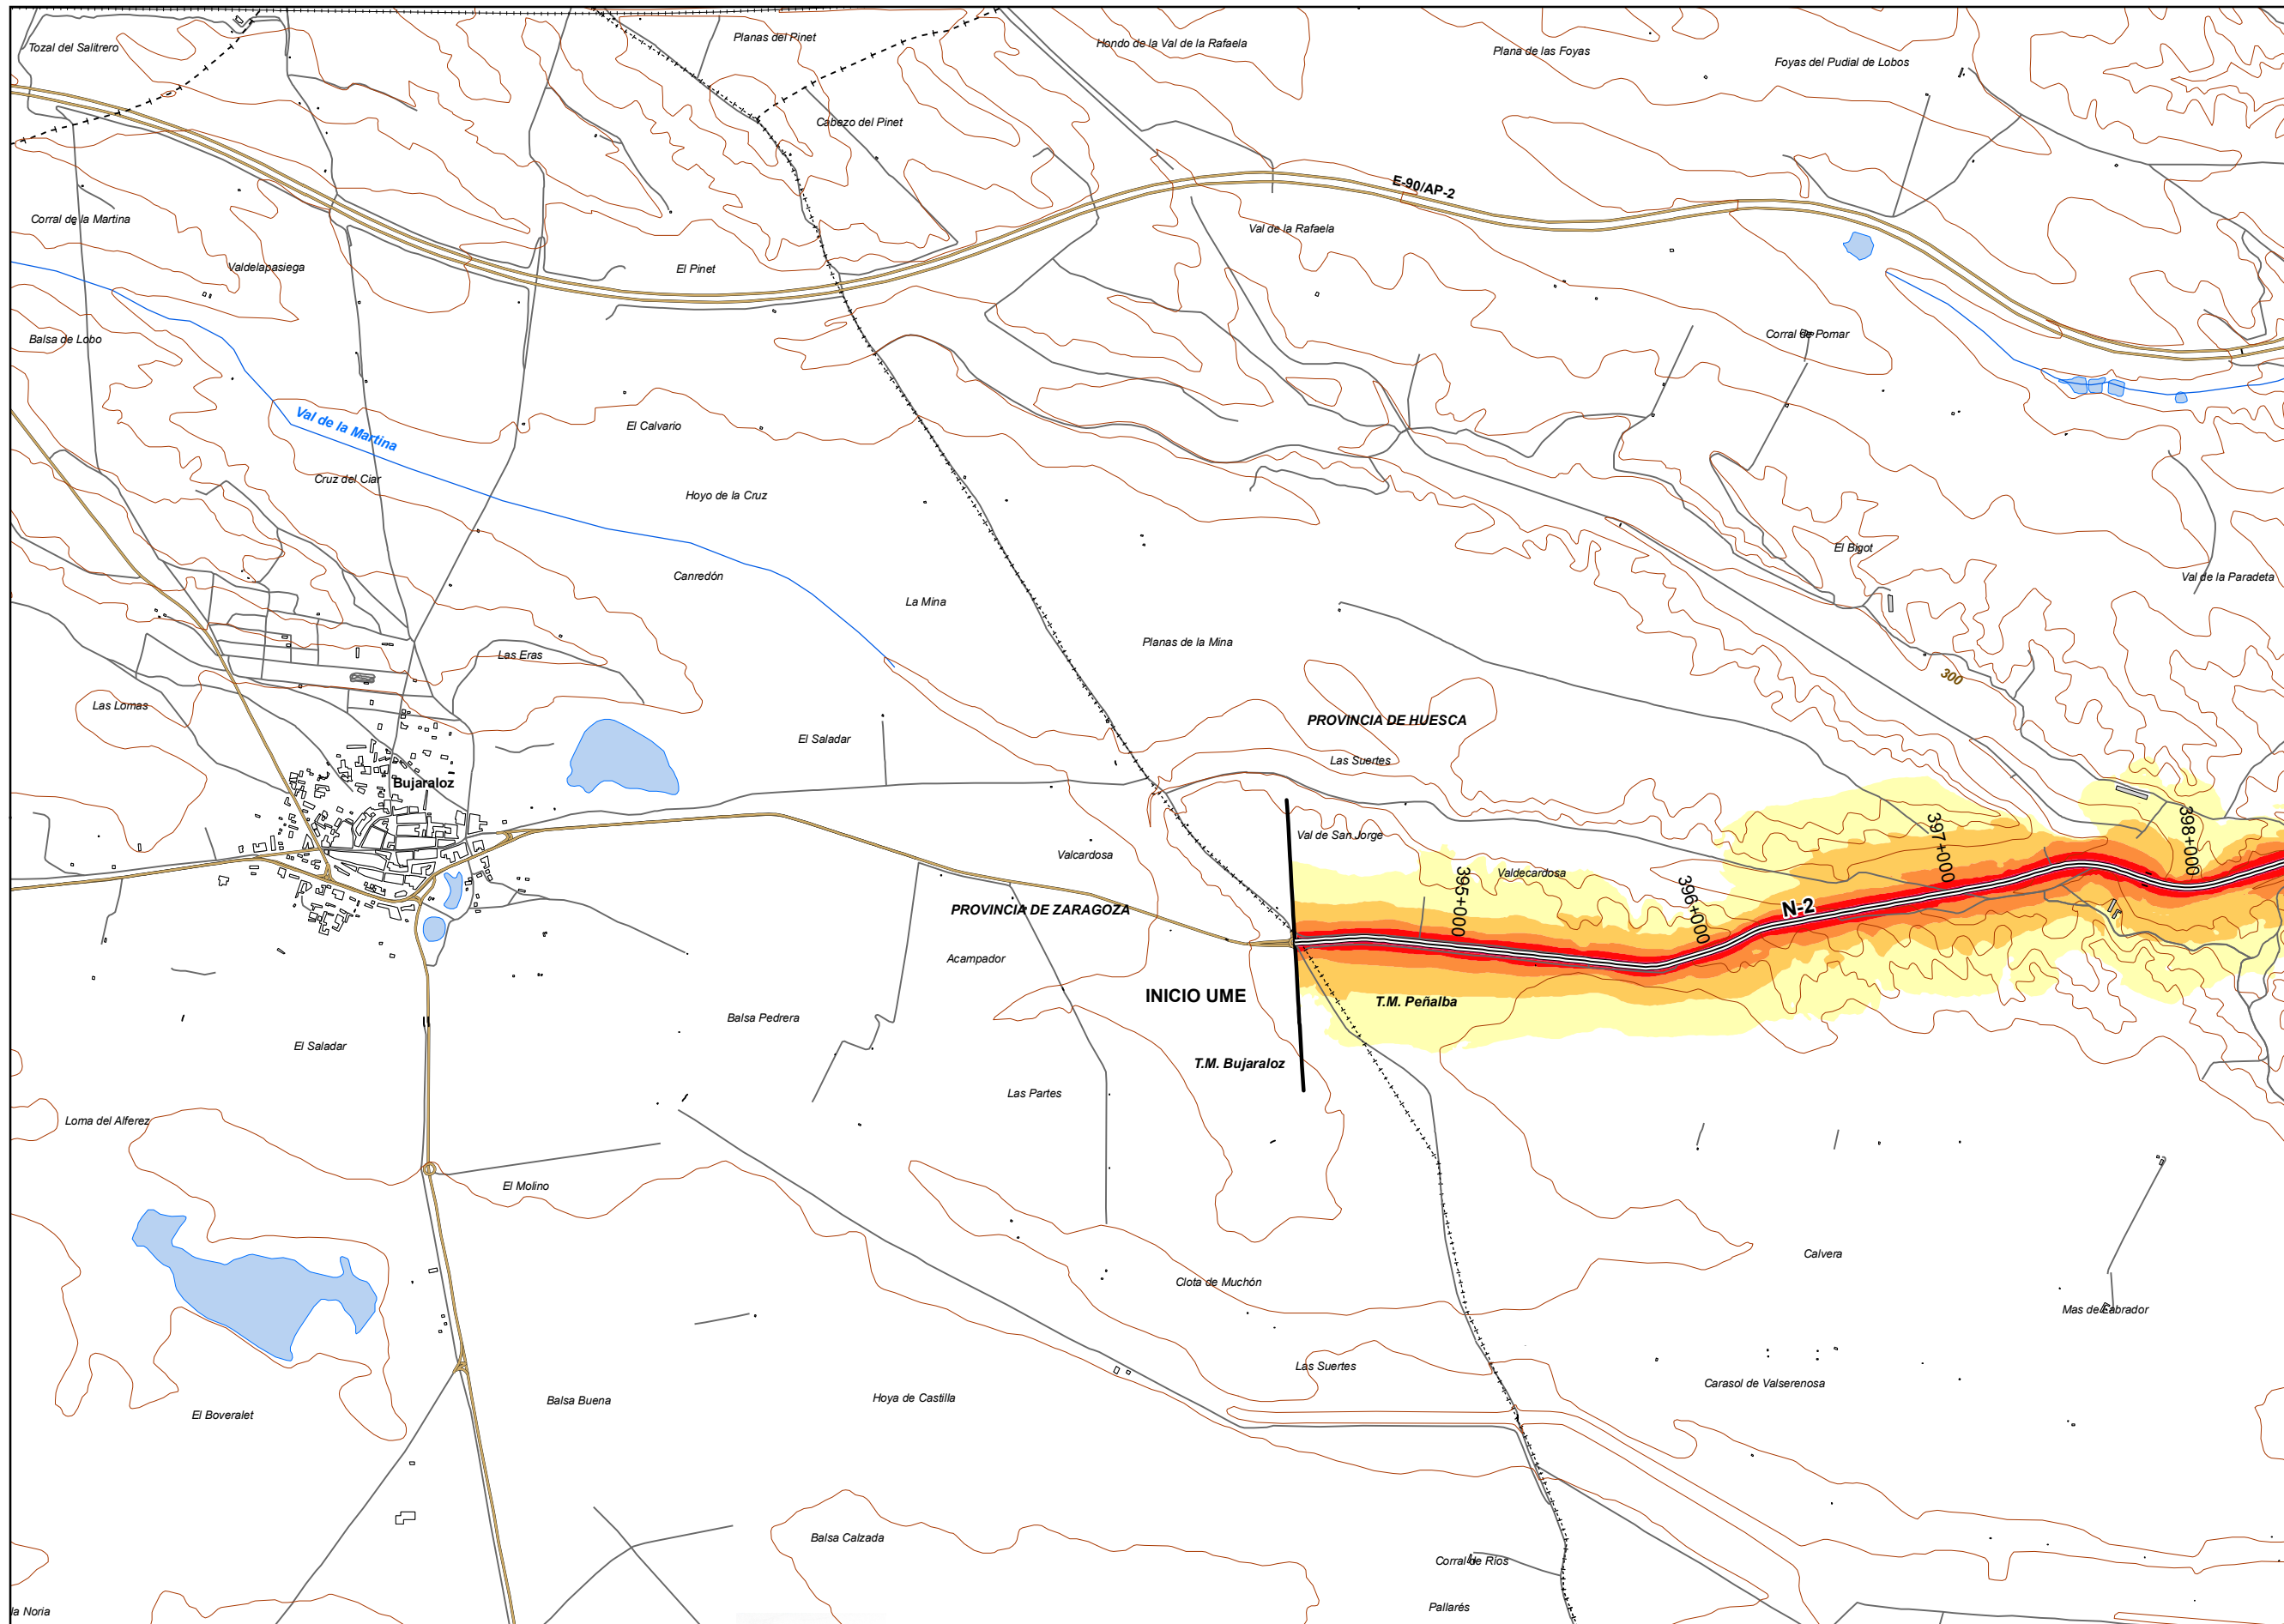 Tozal del Salitrero
Planas del Pinet
Hondo de la Val de la Rafaela
Plana de las Foyas
Foyas del Pudial de Lobos
Cabezo del Pinet
E-90/AP-2
Corral de la Martina
Val de la Rafaela
Valdelapasiega
El Pinet
Balsa de Lobo
Corral de Pomar
Val de la Martina
El Calvario
Cruz del Ciar
Hoyo de la Cruz
El Bigot
Canredón
Val de la Paradeta
La Mina
Planas de la Mina
Las Eras
300
Las Lomas
PROVINCIA DE HUESCA
El Saladar
Las Suertes
Bujaraloz
Val de San Jorge
397+000
398+000
Valcardosa
Valdecardosa
395+000
396+000
N-2
PROVINCIA DE ZARAGOZA
Acampador
INICIO UME
T.M. Peñalba
Balsa Pedrera
El Saladar
T.M. Bujaraloz
Las Partes
Loma del Alferez
El Molino
Calvera
Clota de Muchón
Mas de Labrador
Las Suertes
Carasol de Valserenosa
Balsa Buena
Hoya de Castilla
El Boveralet
Balsa Calzada
Corral de Rios
Pallarés
la Noria